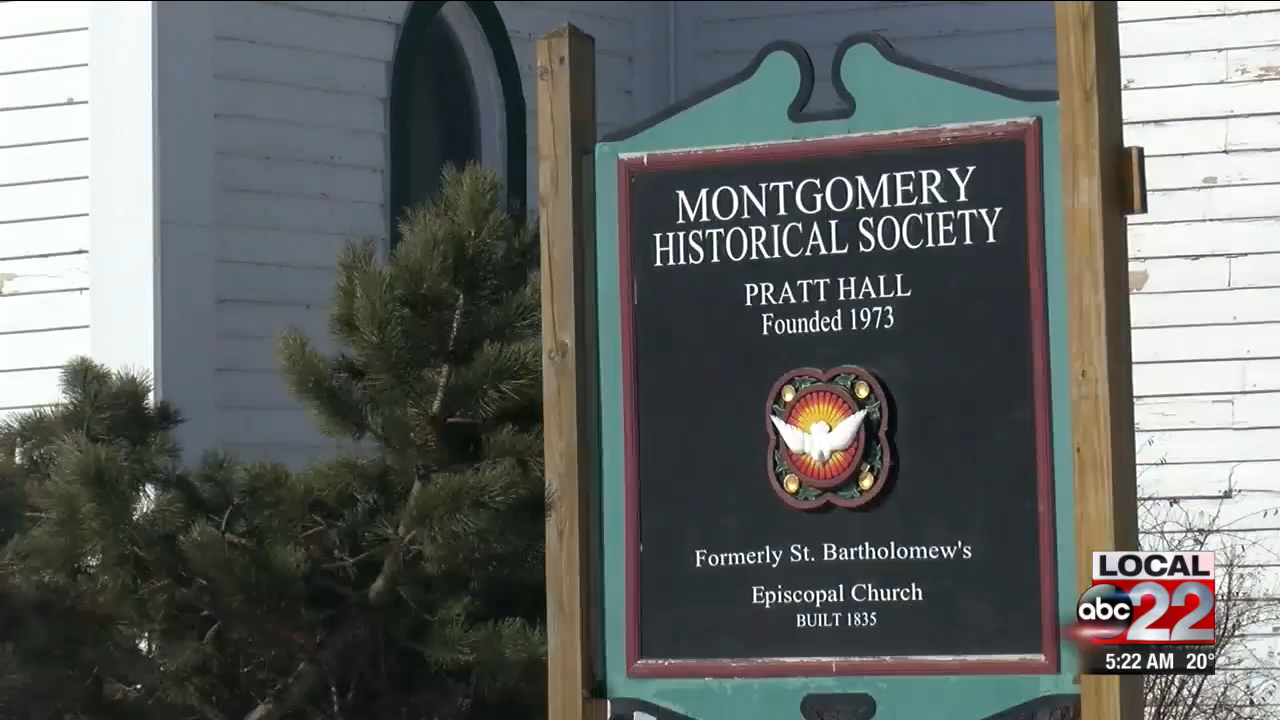 MONTGOMERY
HISTORICAL SOCIETY
PRATT HALL
Founded 1973
Formerly St. Bartholomew's
Episcopal Church
BUILT 1835
LOCAL
abc 22
5:22 AM 20°